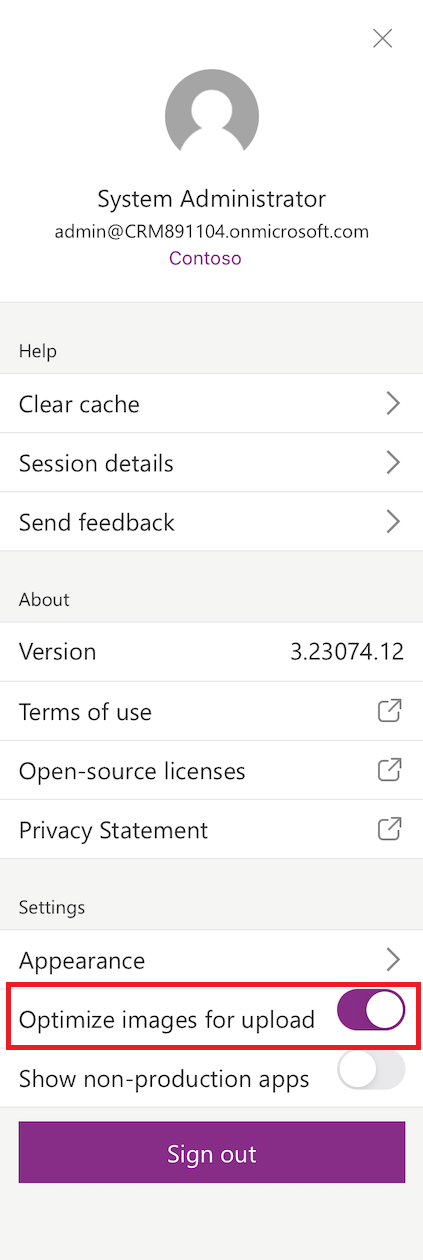 System Administrator
admin@CRM891104.onmicrosoft.com
Contoso
Help
Clear cache
Session details
Send feedback
About
Version 3.23074.12
Terms of use
Open-source licenses
Privacy Statement
Settings
Appearance
Optimize images for upload
Show non-production apps
Sign out